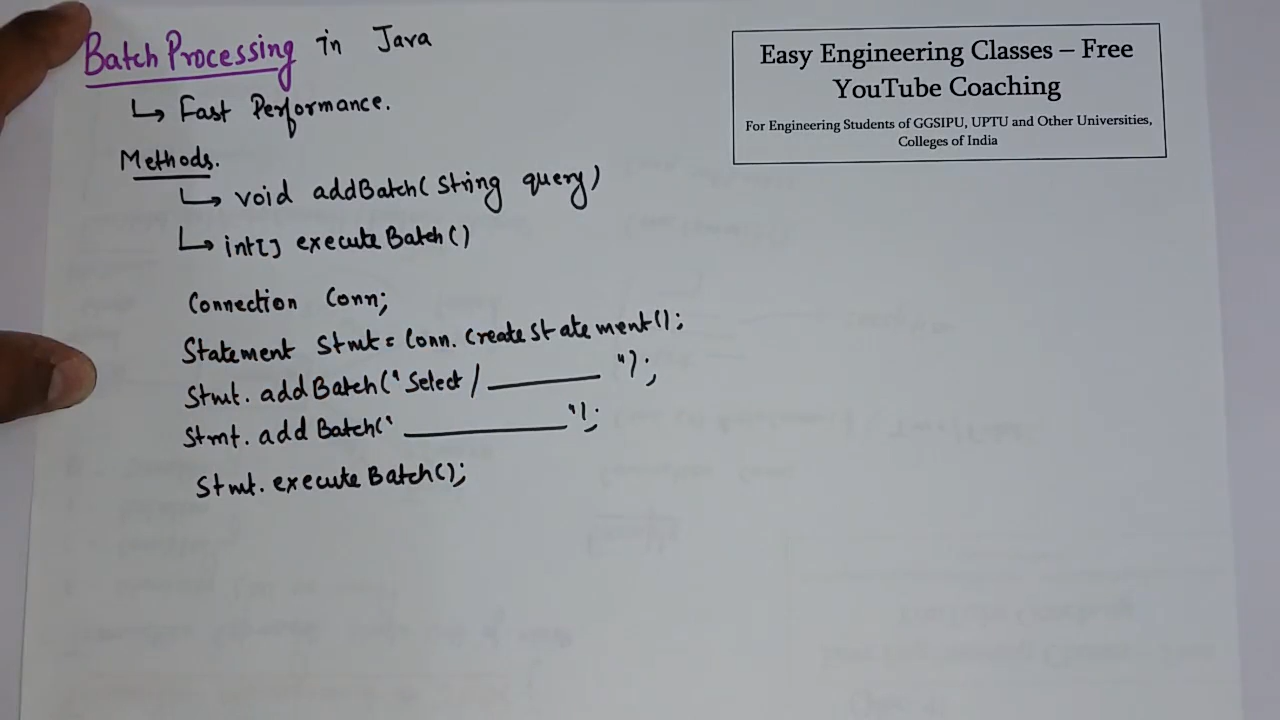 Batch Processing in Java
↳ Fast Performance.
Methods.
↳ void addBatch(String query)
↳ int[] executeBatch()
Connection Conn;
Statement Stmt = Conn.createstatement();
Stmt.addBatch("Select/ ________ ");
Stmt.addBatch(" ________ ");
Stmt.executeBatch();
Easy Engineering Classes – Free
YouTube Coaching
For Engineering Students of GGSIPU, UPTU and Other Universities,
Colleges of India